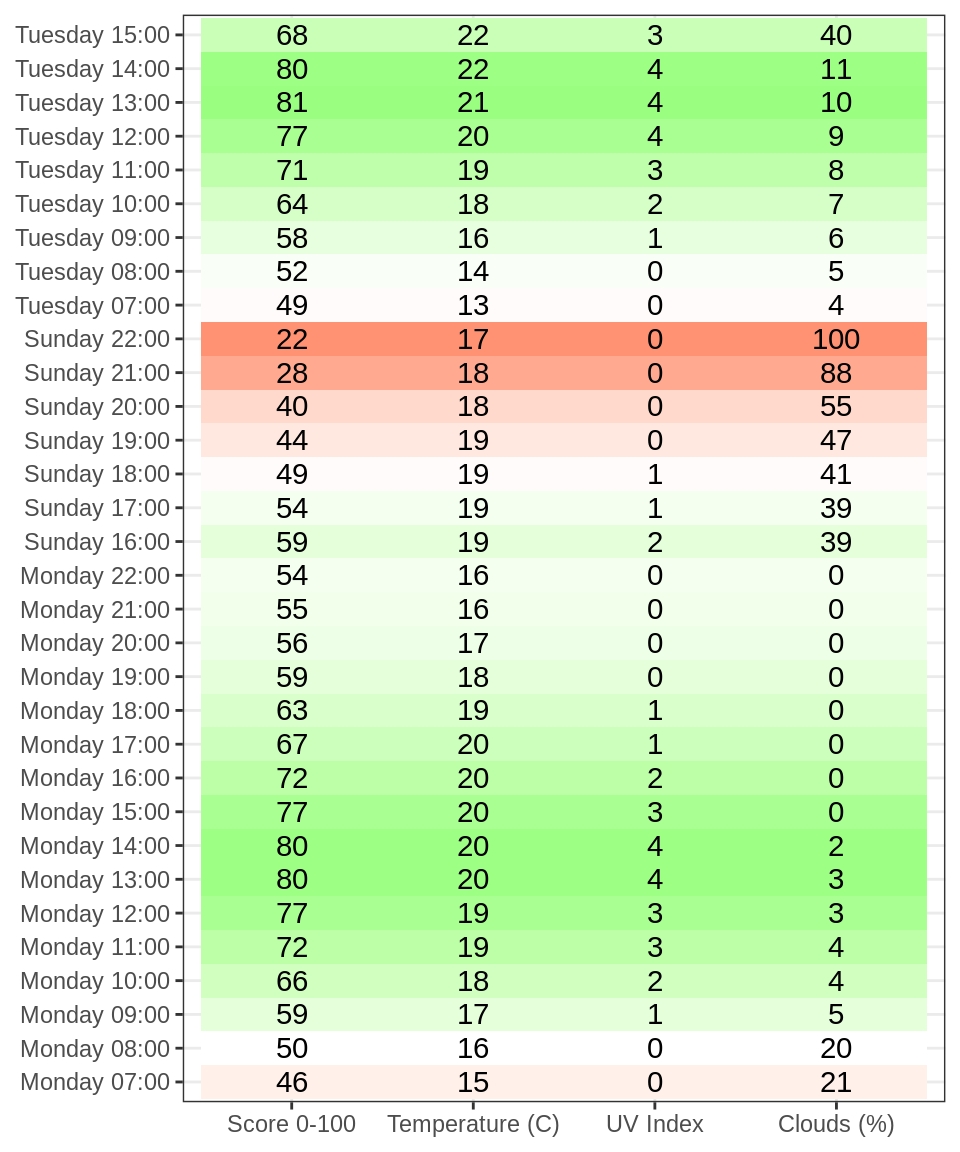 Tuesday 15:00 68 22 3 40
Tuesday 14:00 80 22 4 11
Tuesday 13:00 81 21 4 10
Tuesday 12:00 77 20 4 9
Tuesday 11:00 71 19 3 8
Tuesday 10:00 64 18 2 7
Tuesday 09:00 58 16 1 6
Tuesday 08:00 52 14 0 5
Tuesday 07:00 49 13 0 4
Sunday 22:00 22 17 0 100
Sunday 21:00 28 18 0 88
Sunday 20:00 40 18 0 55
Sunday 19:00 44 19 0 47
Sunday 18:00 49 19 1 41
Sunday 17:00 54 19 1 39
Sunday 16:00 59 19 2 39
Monday 22:00 54 16 0 0
Monday 21:00 55 16 0 0
Monday 20:00 56 17 0 0
Monday 19:00 59 18 0 0
Monday 18:00 63 19 1 0
Monday 17:00 67 20 1 0
Monday 16:00 72 20 2 0
Monday 15:00 77 20 3 0
Monday 14:00 80 20 4 2
Monday 13:00 80 20 4 3
Monday 12:00 77 19 3 3
Monday 11:00 72 19 3 4
Monday 10:00 66 18 2 4
Monday 09:00 59 17 1 5
Monday 08:00 50 16 0 20
Monday 07:00 46 15 0 21
Score 0-100 Temperature (C) UV Index Clouds (%)